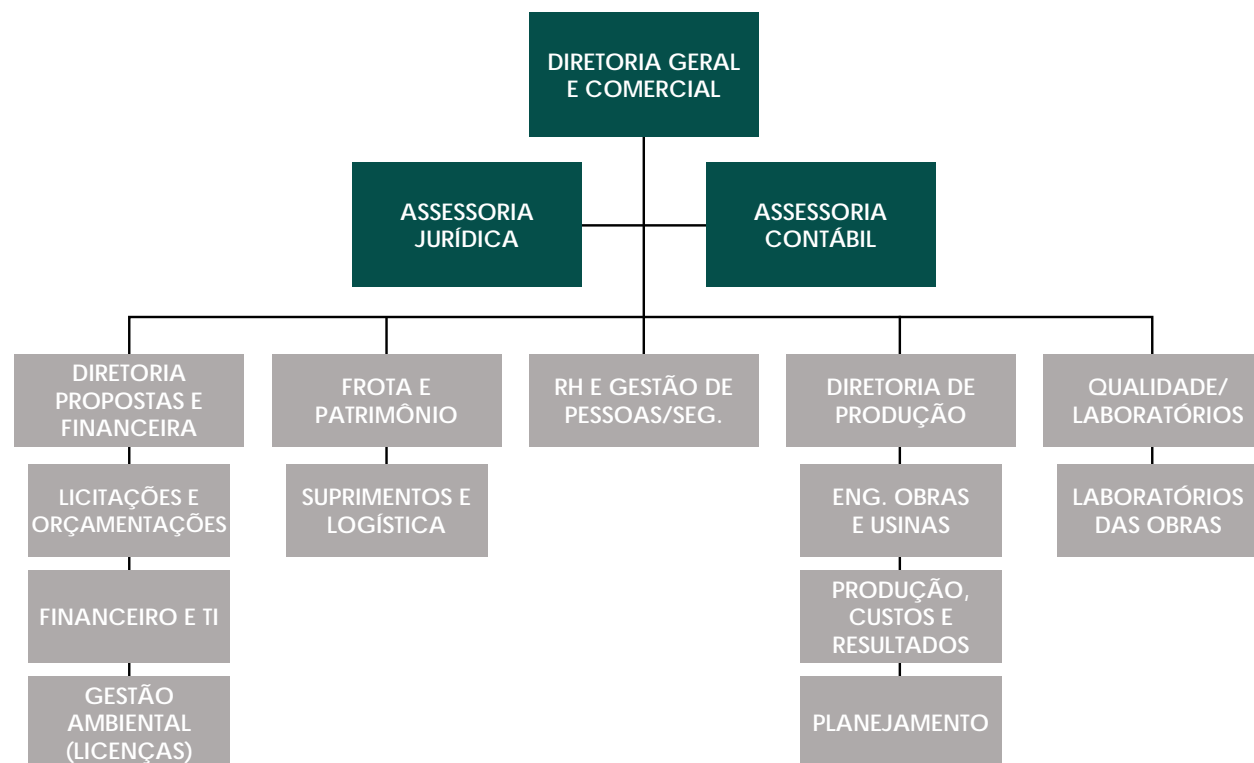 DIRETORIA GERAL
E COMERCIAL
ASSESSORIA
JURÍDICA
ASSESSORIA
CONTÁBIL
DIRETORIA
PROPOSTAS E
FINANCEIRA
FROTA E
PATRIMÔNIO
RH E GESTÃO DE
PESSOAS/SEG.
DIRETORIA DE
PRODUÇÃO
QUALIDADE/
LABORATÓRIOS
LICITAÇÕES E
ORÇAMENTAÇÕES
SUPRIMENTOS E
LOGÍSTICA
ENG. OBRAS
E USINAS
LABORATÓRIOS
DAS OBRAS
FINANCEIRO E TI
PRODUÇÃO,
CUSTOS E
RESULTADOS
GESTÃO
AMBIENTAL
(LICENÇAS)
PLANEJAMENTO